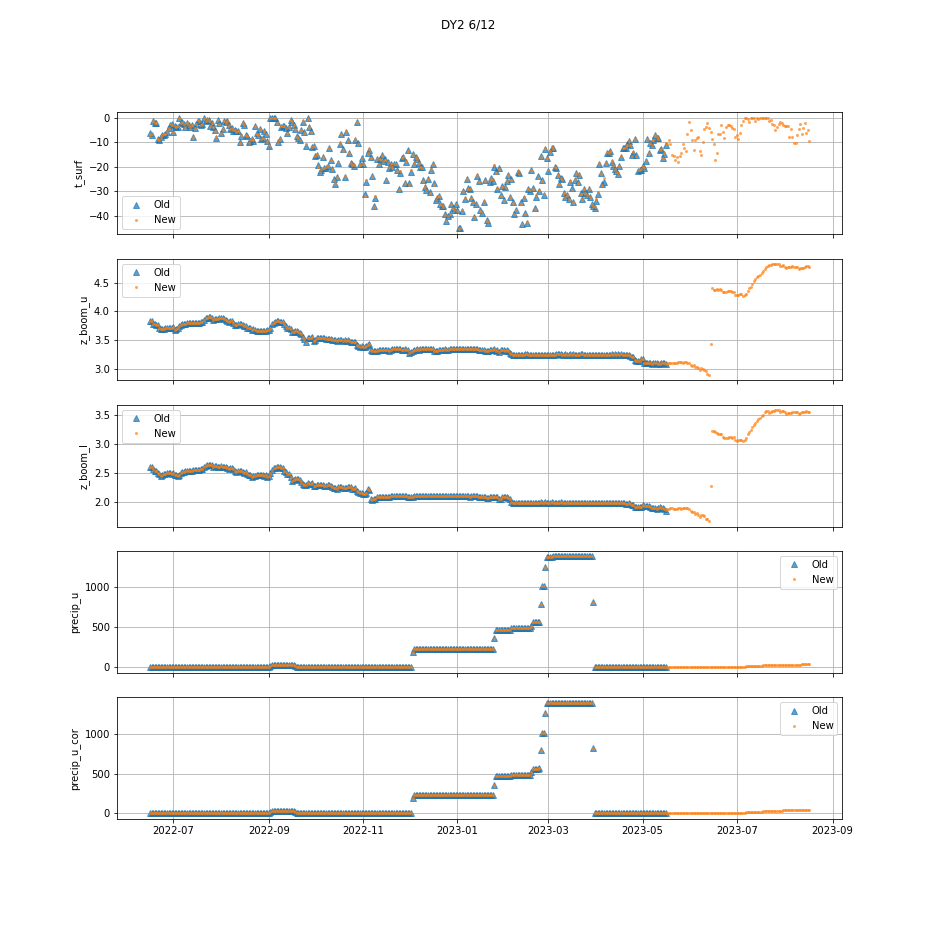 DY2 6/12
0
−10
−20
−30
−40
t_surf
Old
New
4.5
4.0
3.5
3.0
z_boom_u
Old
New
3.5
3.0
2.5
2.0
z_boom_l
Old
New
1000
500
0
precip_u
Old
New
1000
500
0
precip_u_cor
Old
New
2022-07
2022-09
2022-11
2023-01
2023-03
2023-05
2023-07
2023-09